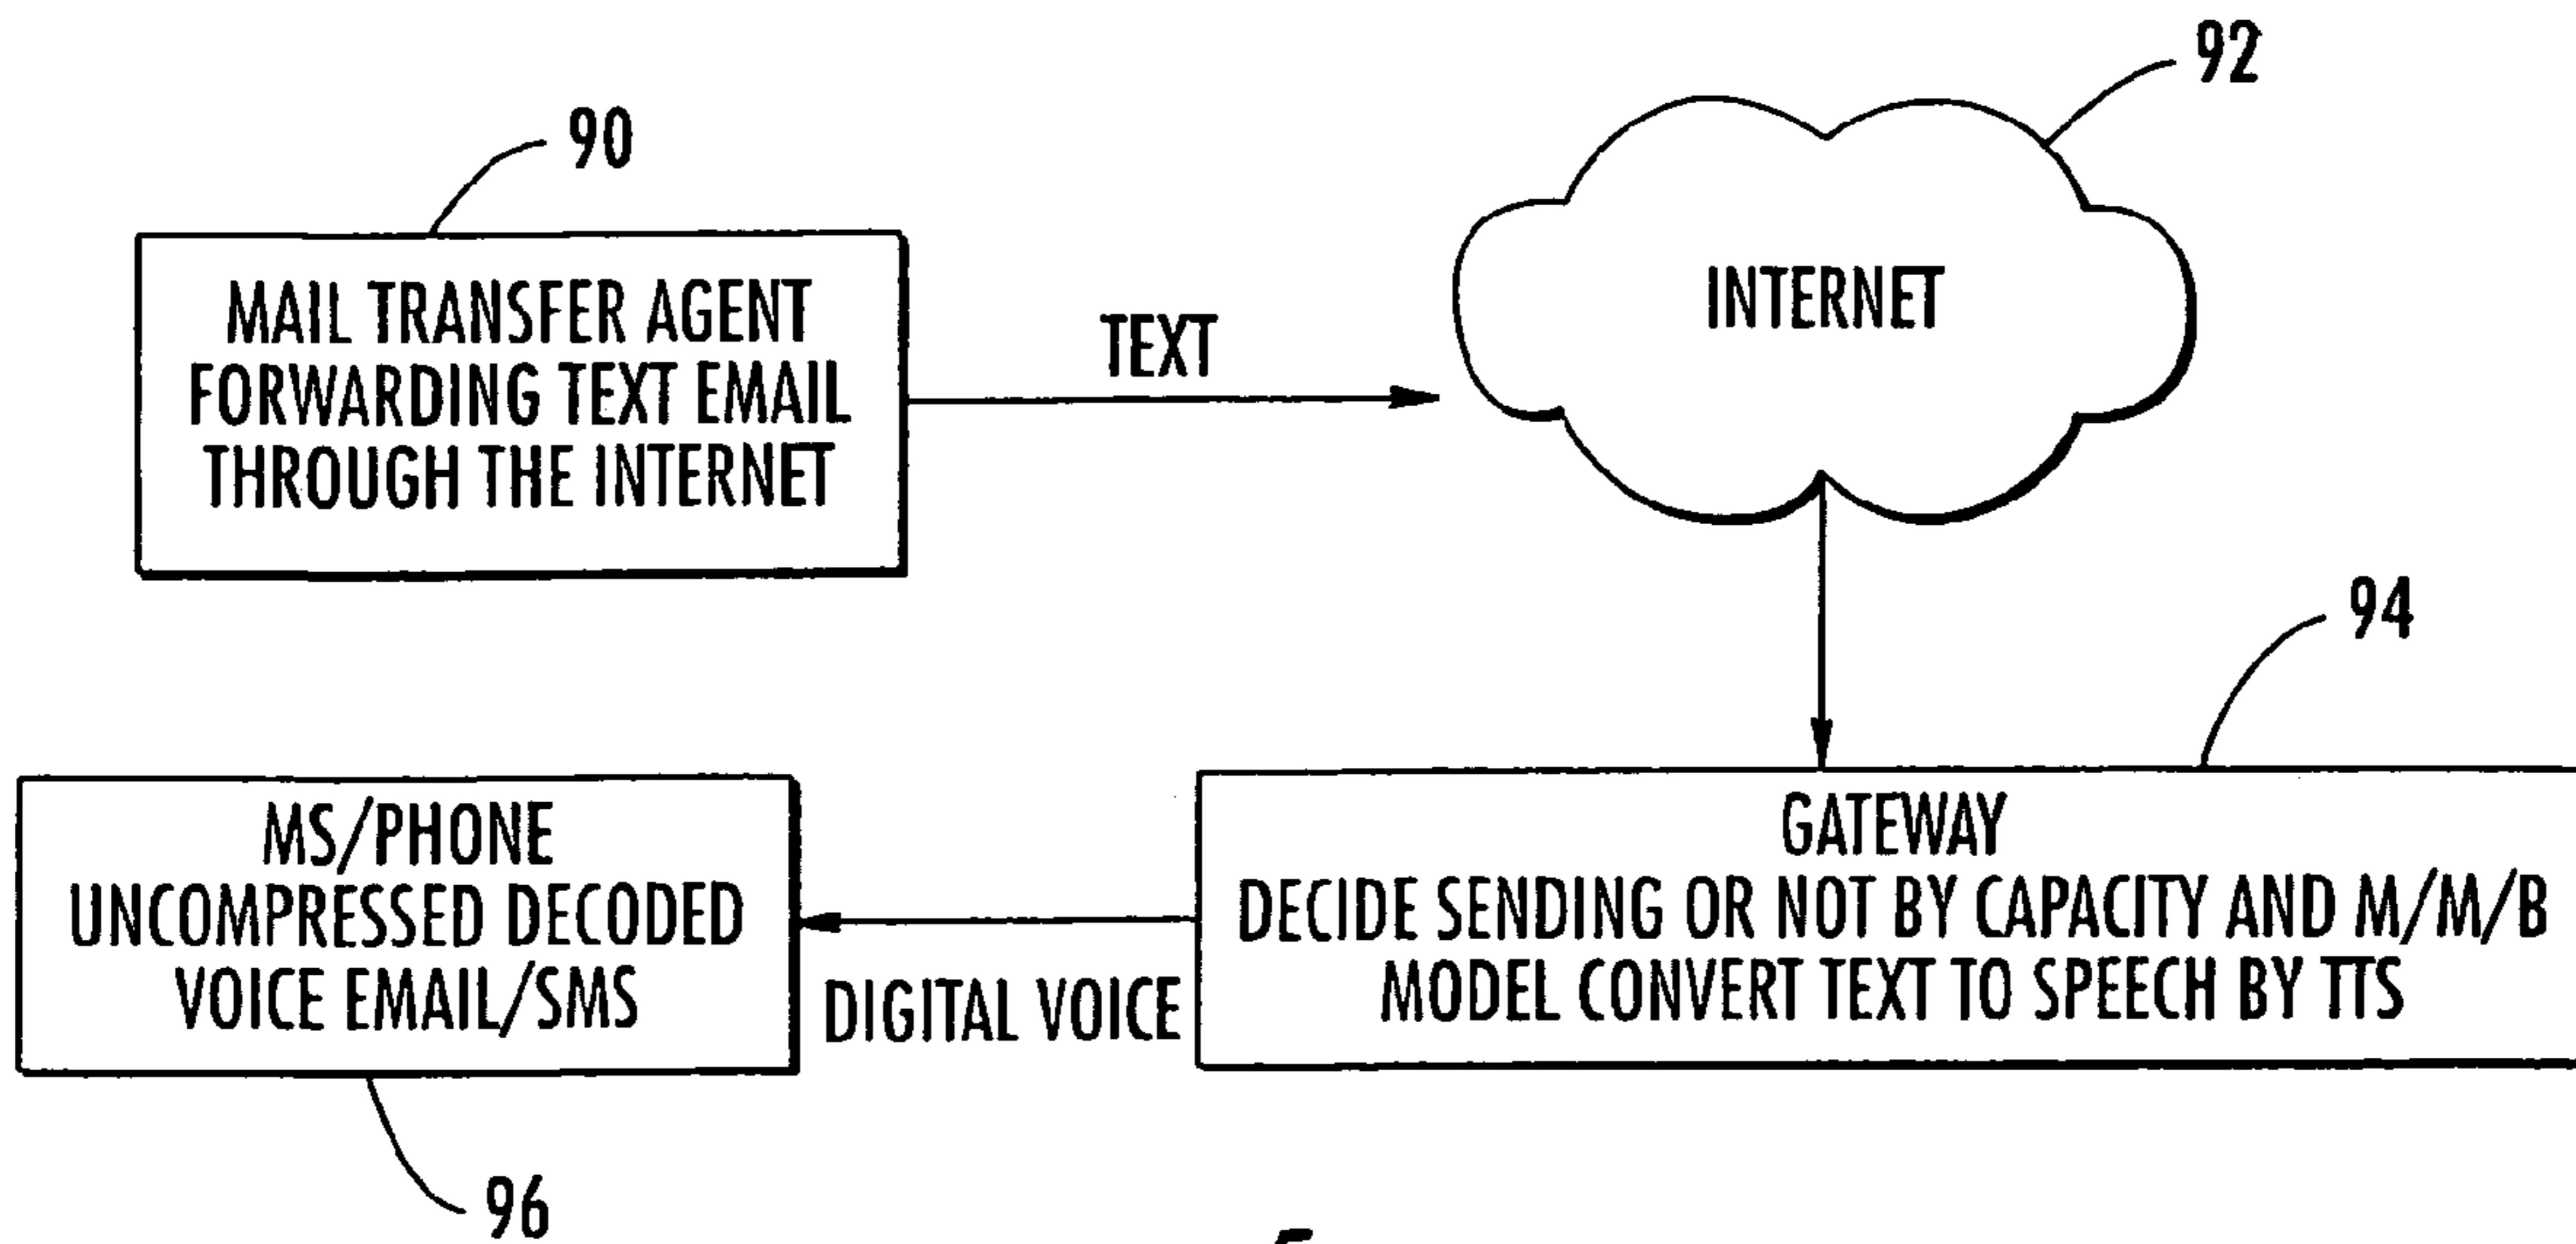 92
90
MAIL TRANSFER AGENT
FORWARDING TEXT EMAIL
THROUGH THE INTERNET
TEXT
INTERNET
94
GATEWAY
DECIDE SENDING OR NOT BY CAPACITY AND M/M/B
MODEL CONVERT TEXT TO SPEECH BY TTS
DIGITAL VOICE
MS/PHONE
UNCOMPRESSED DECODED
VOICE EMAIL/SMS
96